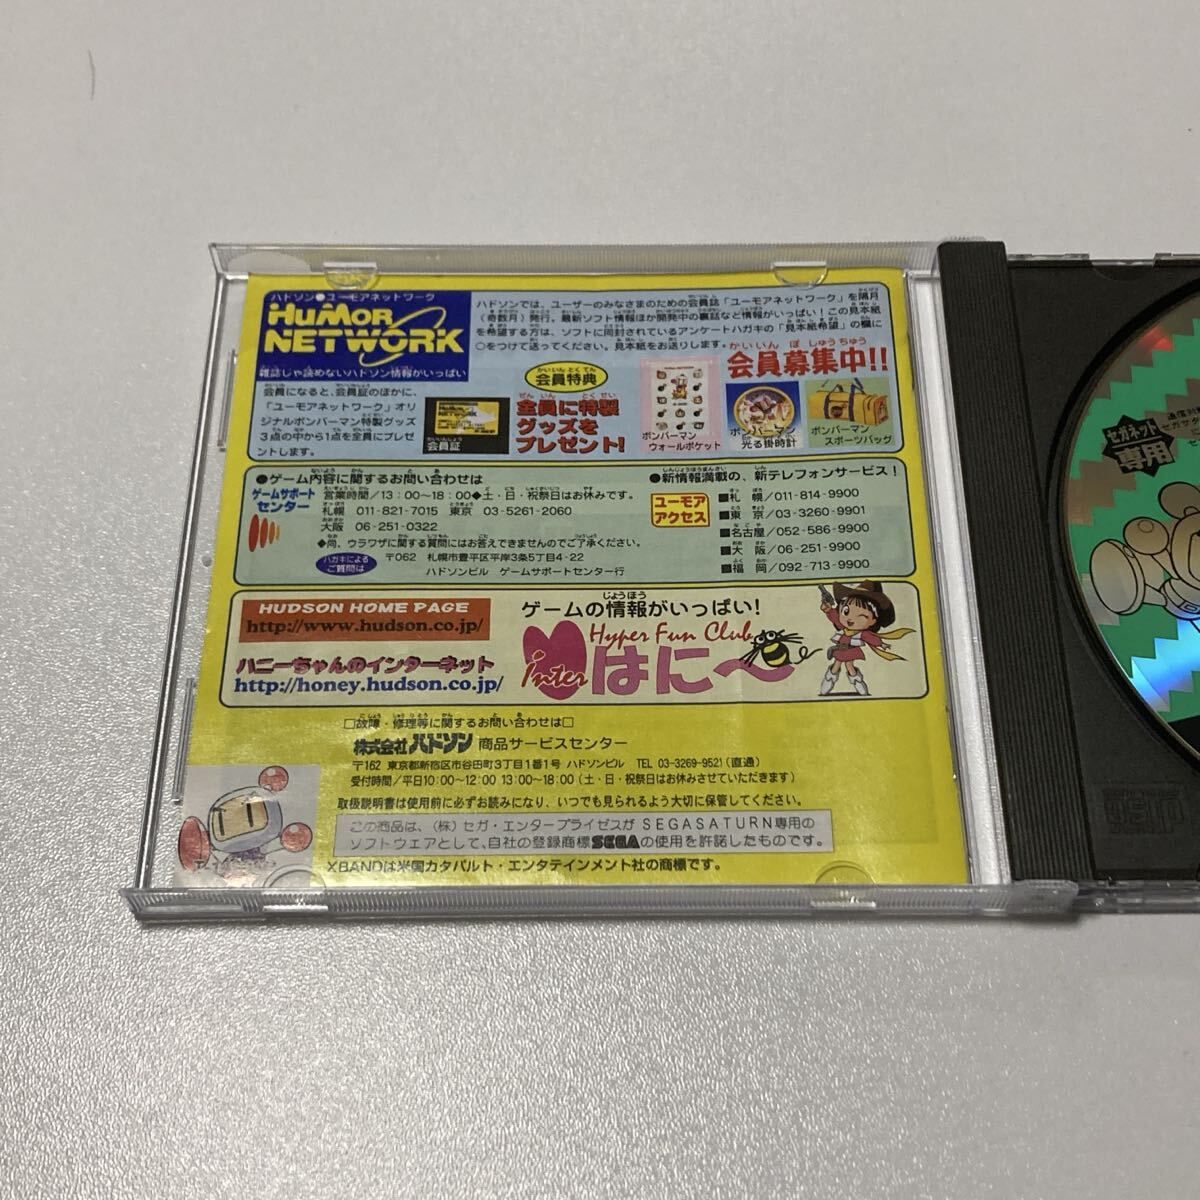 ハドソン●ユーモアネットワーク
HuMoR
NETWORK
雑誌じゃ読めないハドソン情報がいっぱい
ハドソンでは、ユーザーのみなさまのための会員誌「ユーモアネットワーク」を隔月
(奇数月)発行。最新ソフト情報ほか開発中の裏話など情報がいっぱい!この見本紙
を希望する方は、ソフトに同封されているアンケートハガキの「見本紙希望」の欄に
○をつけて送ってください。見本紙をお送りします。
かいいん ぼ しゅうちゅう
会員募集中!!
会員になると、会員証のほかに、
「ユーモアネットワーク」オリ
ジナルボンバーマン特製グッズ
3点の中から1点を全員にプレゼ
ントします。
会員証
かいいんとくてん
会員特典
ぜんいん とくせい
全員に特製
グッズを
プレゼント!
ボンバーマン
ウォールポケット
ボンバーマン
光る掛時計
ボンバーマン
スポーツバッグ
●ゲーム内容に関するお問い合わせは
ゲームサポート
センター
営業時間/13:00〜18:00◆土・日・祝祭日はお休みです。
札幌 011-821-7015 東京 03-5261-2060
大阪 06-251-0322
◆尚、ウラワザに関する質問にはお答えできませんのでご了承ください。
ハガキによる
ご質問は
〒062 札幌市豊平区平岸3条5丁目4-22
ハドソンビル ゲームサポートセンター行
●新情報満載の、新テレフォンサービス!
ユーモア
アクセス
■札 幌/011-814-9900
■東 京/03-3260-9901
■名古屋/052-586-9900
■大 阪/06-251-9900
■福 岡/092-713-9900
HUDSON HOME PAGE
http://www.hudson.co.jp/
ハニーちゃんのインターネット
http://honey.hudson.co.jp/
じょうほう
ゲームの情報がいっぱい!
Hyper Fun Club
Inter はに〜
□故障・修理等に関するお問い合わせは□
株式会社ハドソン 商品サービスセンター
〒162 東京都新宿区市谷田町3丁目1番1号 ハドソンビル TEL 03-3269-9521(直通)
受付時間/平日10:00〜12:00 13:00〜18:00(土・日・祝祭日はお休みさせていただきます)
取扱説明書は使用前に必ずお読みになり、いつでも見られるよう大切に保管してください。
この商品は、(株)セガ・エンタープライゼスがSEGASATURN専用の
ソフトウェアとして、自社の登録商標SEGAの使用を許諾したものです。
XBANDは米国カタパルト・エンタテインメント社の商標です。
セガネット
専用